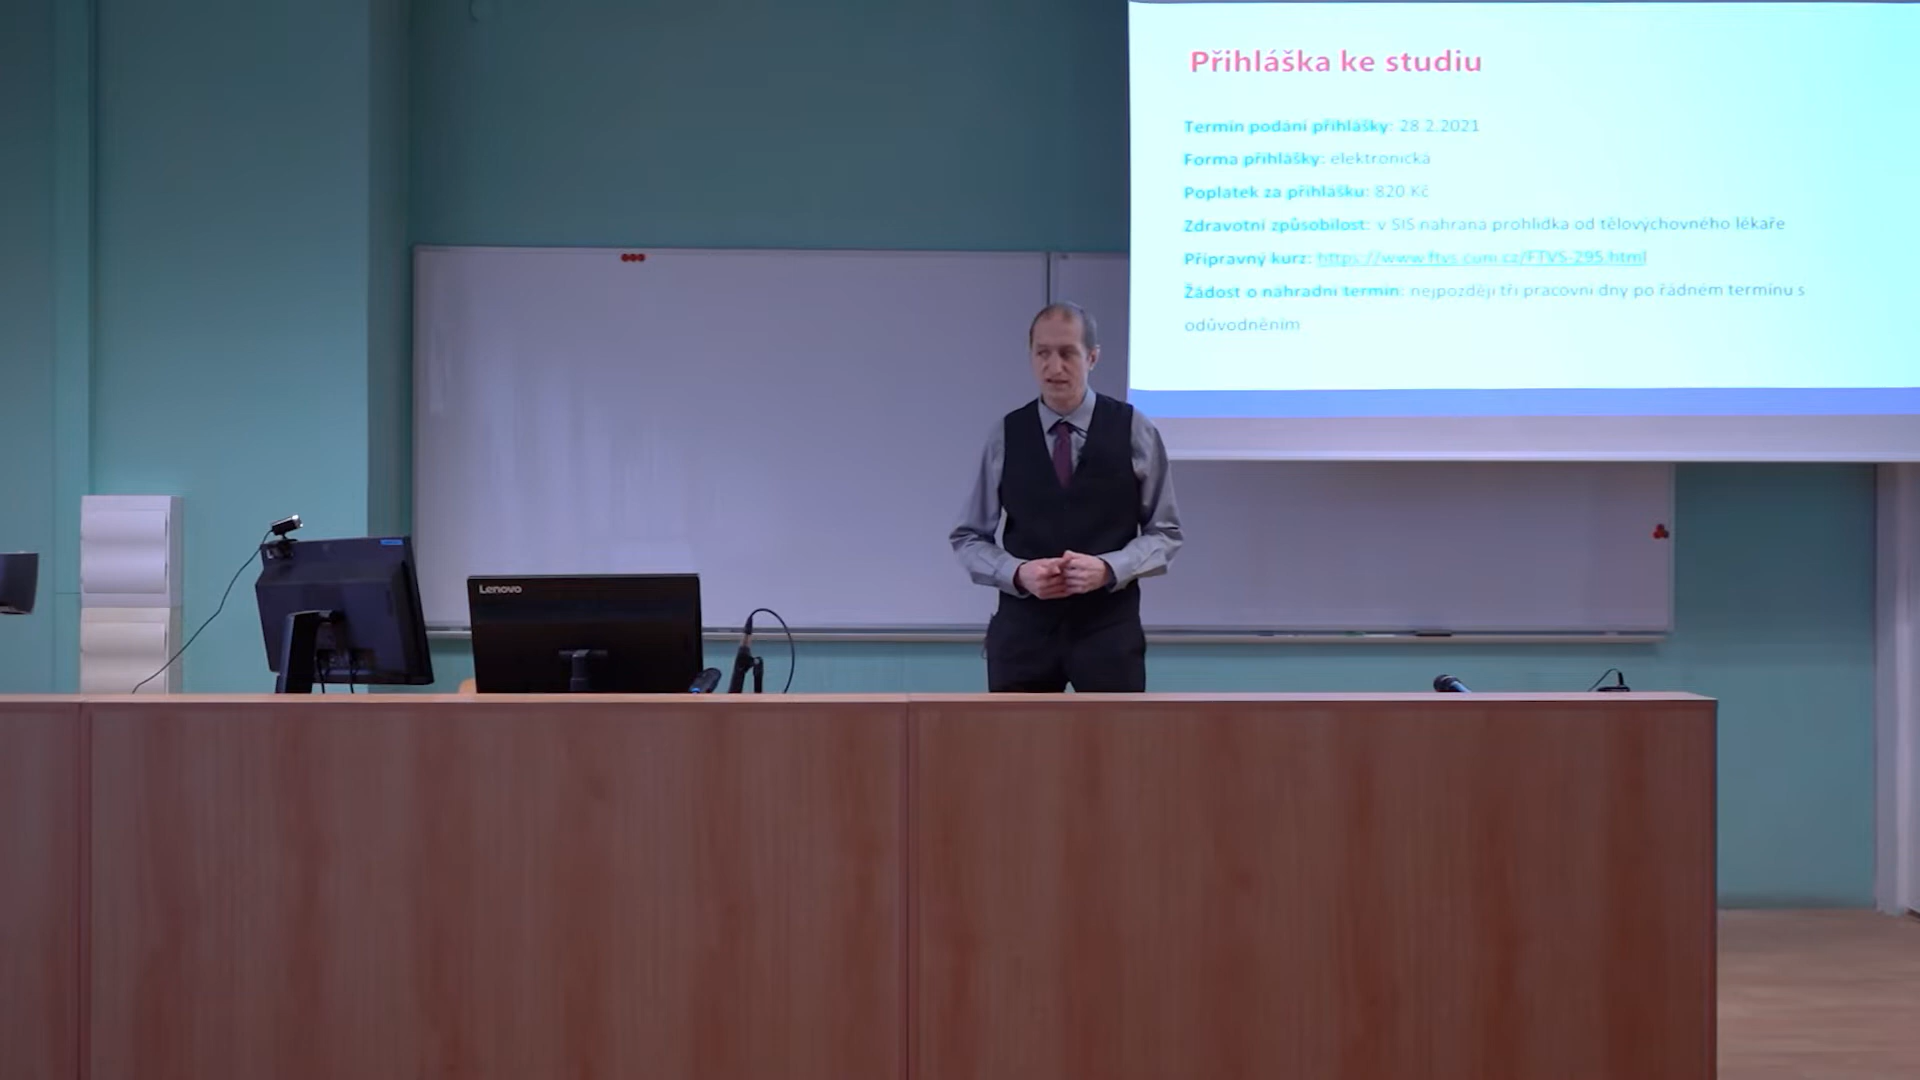 Přihláška ke studiu
Termín podání přihlášky: 28.2.2021
Forma přihlášky: elektronická
Poplatek za přihlášku: 820 Kč
Zdravotní způsobilost: v SIS nahraná prohlídka od tělovýchovného lékaře
Přípravný kurz: https://www.ftvs.cuni.cz/FTVS-295.html
Žádost o náhradní termín: nejpozději tři pracovní dny po řádném termínu s
odůvodněním
Lenovo